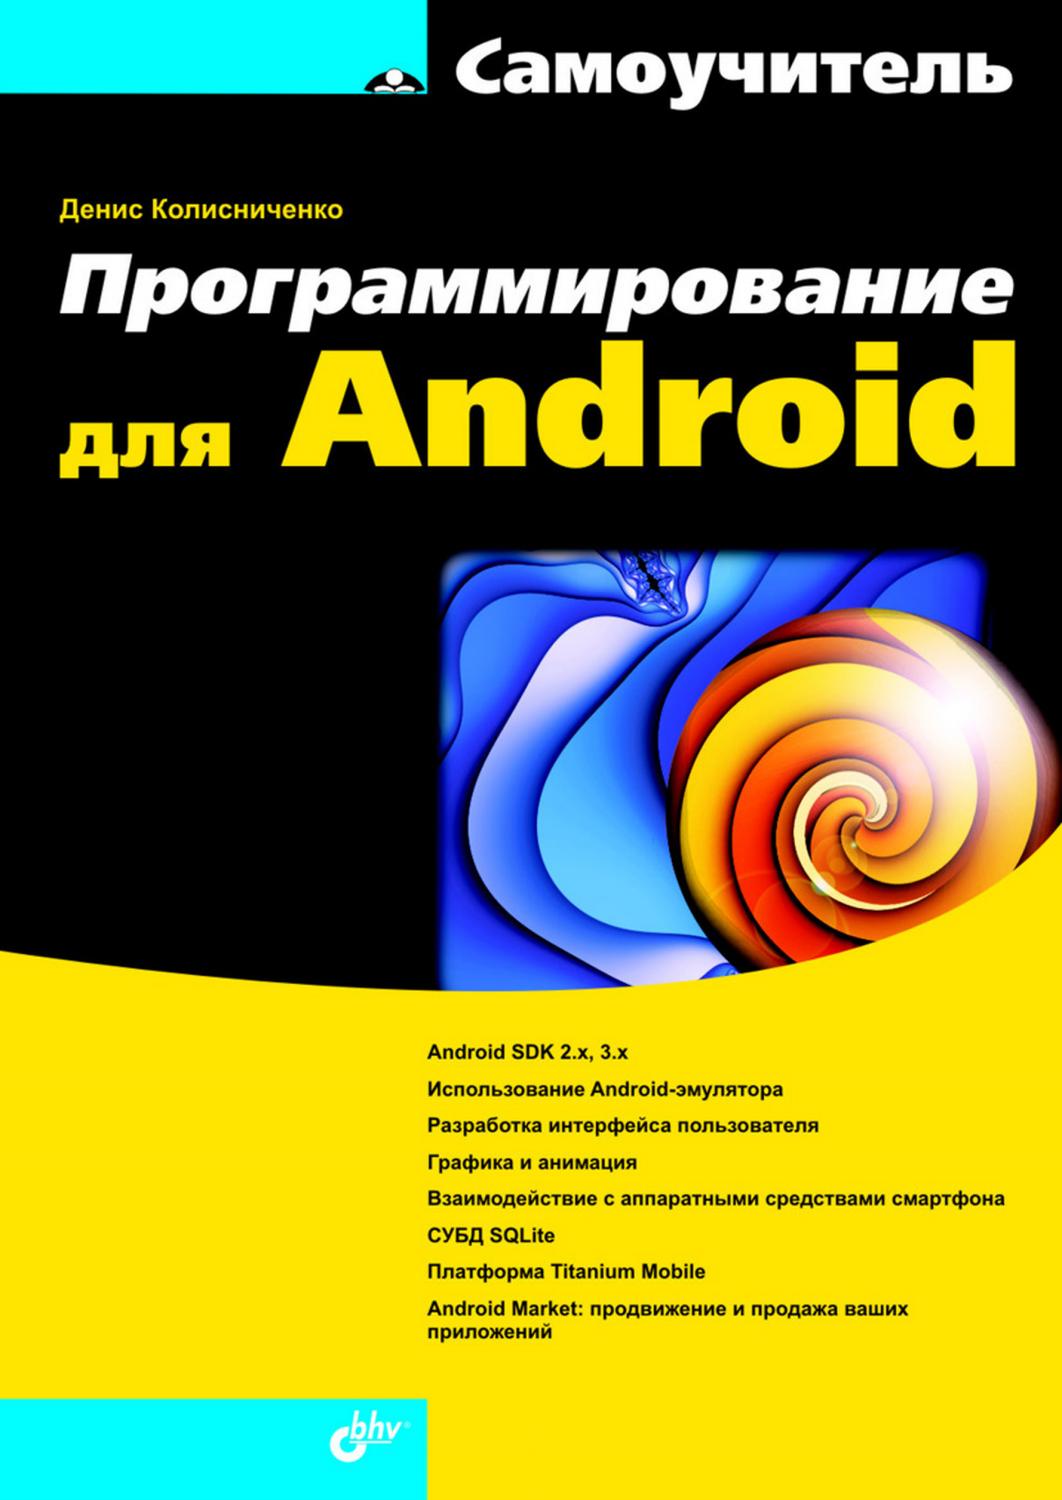 Самоучитель
Денис Колисниченко
Программирование
для Android
Android SDK 2.x, 3.x
Использование Android-эмулятора
Разработка интерфейса пользователя
Графика и анимация
Взаимодействие с аппаратными средствами смартфона
СУБД SQLite
Платформа Titanium Mobile
Android Market: продвижение и продажа ваших
приложений
bhv®